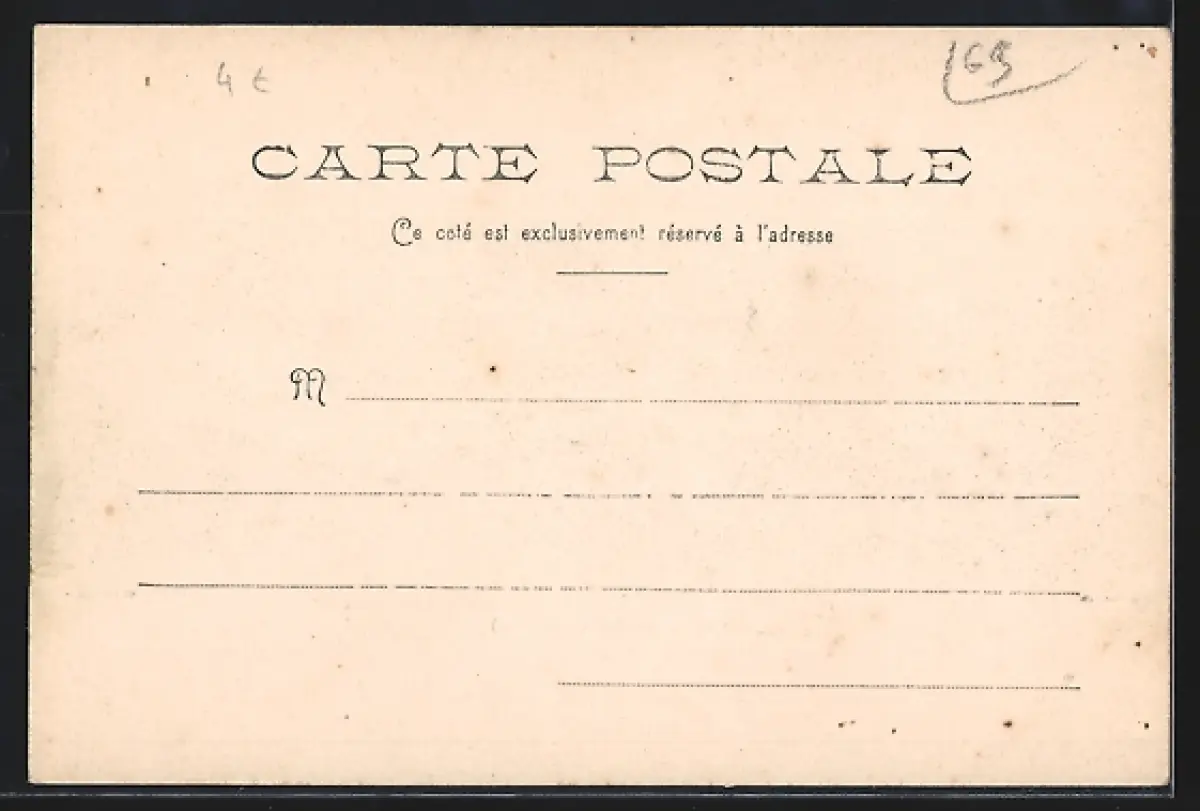 4 €
169
CARTE POSTALE
Ce coté est exclusivement réservé à l'adresse
M